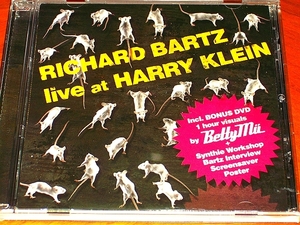 RICHARD BARTZ
live at HARRY KLEIN
Incl. BONUS DVD
1 hour visuals
by BettyMü
+
Synthie Workshop
Bartz Interview
Screensaver
Poster